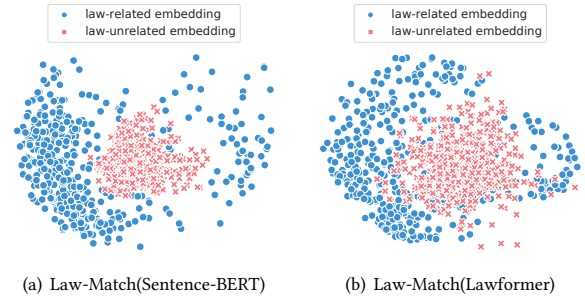 law-related embedding
law-unrelated embedding
law-related embedding
law-unrelated embedding
(a) Law-Match(Sentence-BERT)
(b) Law-Match(Lawformer)